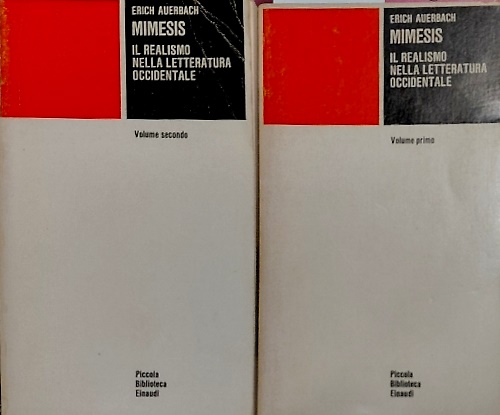 ERICH AUERBACH
MIMESIS
IL REALISMO
NELLA LETTERATURA
OCCIDENTALE
Volume secondo
Piccola
Biblioteca
Einaudi
ERICH AUERBACH
MIMESIS
IL REALISMO
NELLA LETTERATURA
OCCIDENTALE
Volume primo
Piccola
Biblioteca
Einaudi